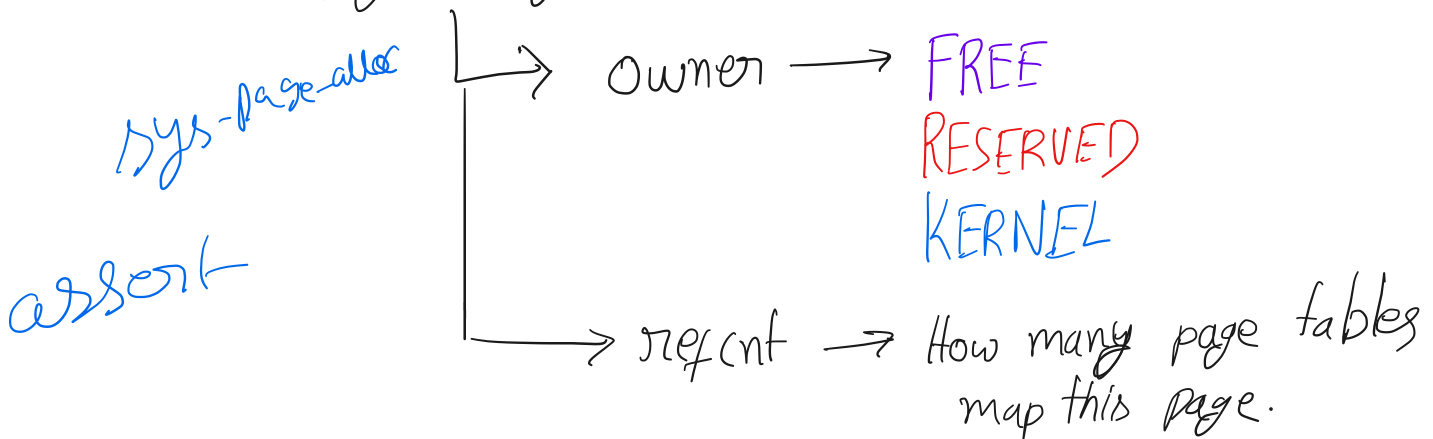 sys-page-alloc
owner → FREE
RESERVED
KERNEL
assert
refcnt → How many page tables
map this page.